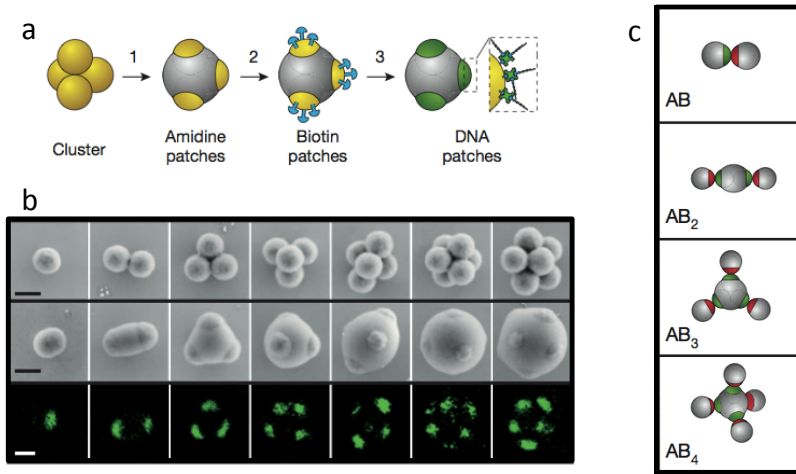 a
1
2
3
Cluster
Amidine
patches
Biotin
patches
DNA
patches
b
c
AB
AB₂
AB₃
AB₄